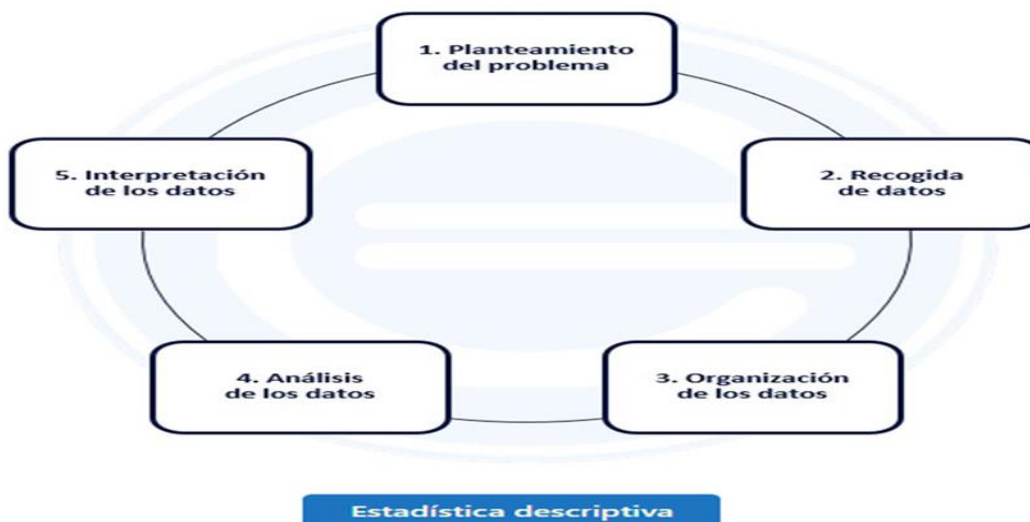 1. Planteamiento
del problema
5. Interpretación
de los datos
2. Recogida
de datos
4. Análisis
de los datos
3. Organización
de los datos
Estadística descriptiva